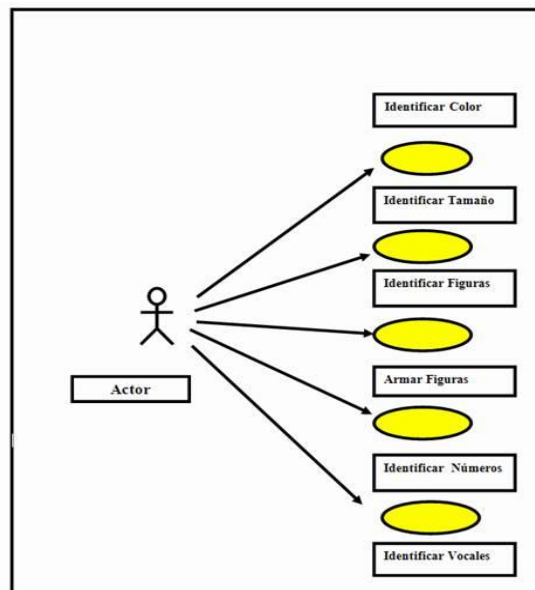 Identificar Color
Identificar Tamaño
Identificar Figuras
Armar Figuras
Actor
Identificar Números
Identificar Vocales